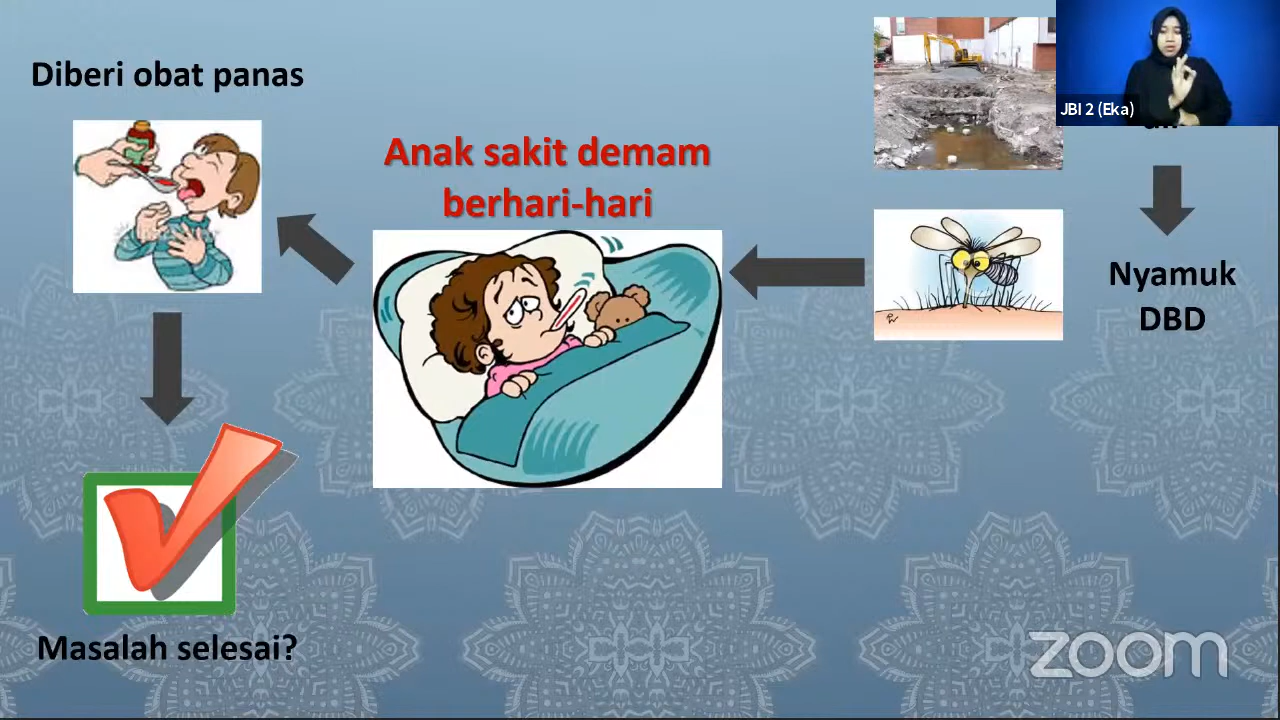 Diberi obat panas
Anak sakit demam
berhari-hari
JBI 2 (Eka)
Nyamuk
DBD
Masalah selesai?
zoom